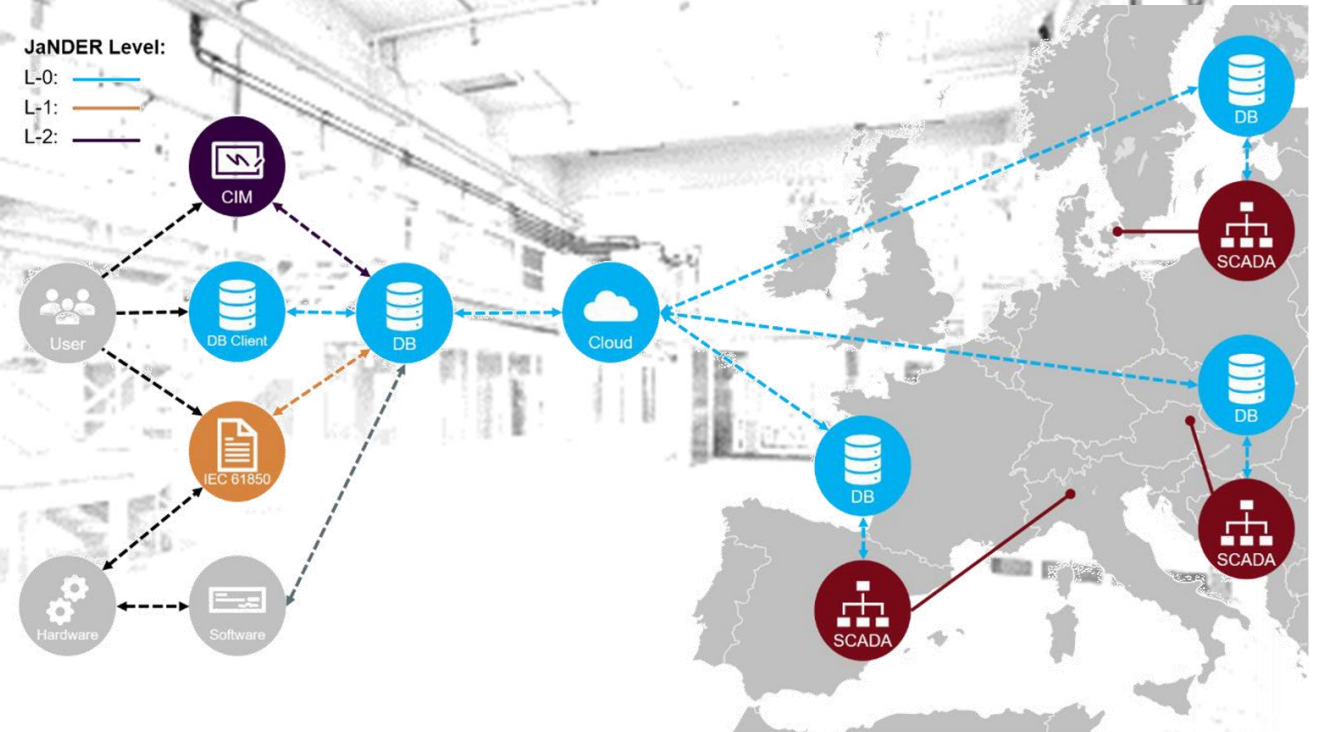 JaNDER Level:
L-0:
L-1:
L-2:
CIM
User
DB Client
DB
Cloud
IEC 61850
Hardware
Software
DB
SCADA
DB
SCADA
DB
SCADA